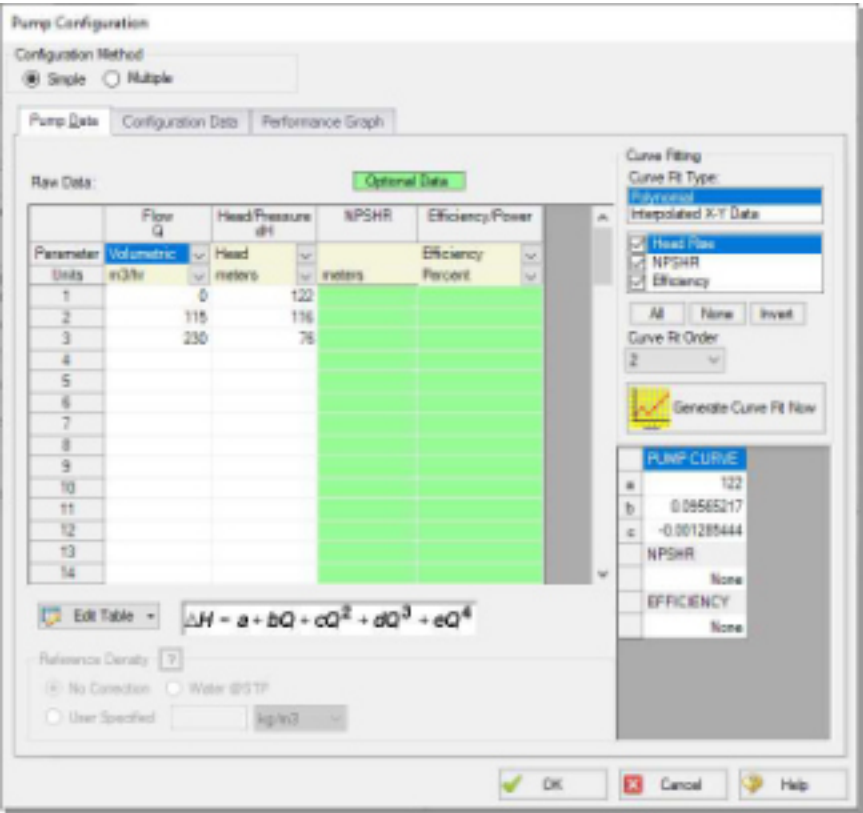 Pump Configuration
Configuration Method
Simple Multiple
Pump Data Configuration Data Performance Graph
Raw Data: Optional Data
Flow Q Head/Pressure dH NPSHR Efficiency/Power
Parameter Volumetric Head Efficiency
Units m3/hr meters meters Percent
1 0 122
2 115 116
3 230 76
4
5
6
7
8
9
10
11
12
13
14
Edit Table
ΔH = a + bQ + cQ² + dQ³ + eQ⁴
Reference Density ?
No Correction Water @STP
User Specified kg/m3
Curve Fitting
Curve Fit Type:
Polynomial
Interpolated X-Y Data
Head Rise
NPSHR
Efficiency
All None Invert
Curve Fit Order
2
Generate Curve Fit Now
PUMP CURVE
a 122
b 0.09565217
c -0.001289444
NPSHR
None
EFFICIENCY
None
OK Cancel Help